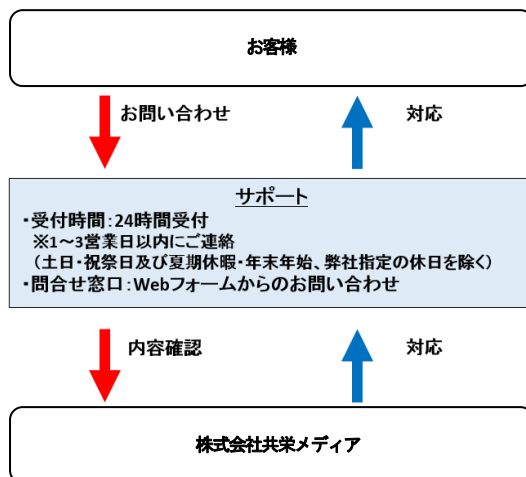 お客様
お問い合わせ 対応
サポート
・受付時間：24時間受付
※1～3営業日以内にご連絡
（土日・祝祭日及び夏期休暇・年末年始、弊社指定の休日を除く）
・問合せ窓口：Webフォームからのお問い合わせ
内容確認 対応
株式会社共栄メディア